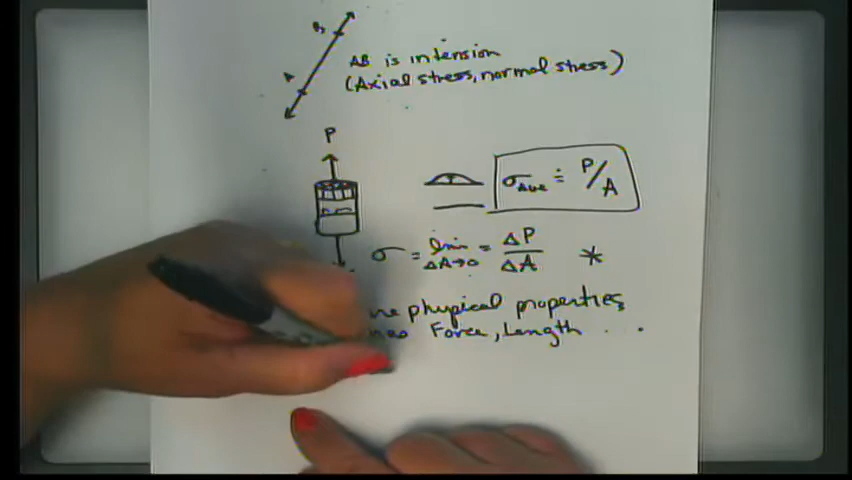 B
AB is in tension
A
(Axial stress, normal stress)
P
σAve ≐ P/A
σ = lim ΔA→0 = ΔP/ΔA *
physical properties
Force, Length . . .